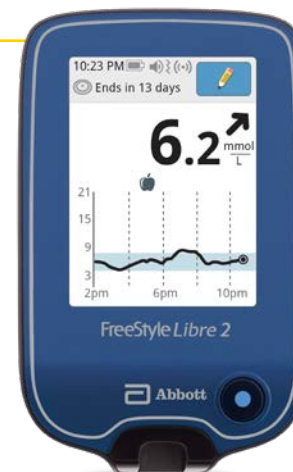 10:23 PM
Ends in 13 days
6.2 mmol
L
21
15
9
3
2pm 6pm 10pm
FreeStyle Libre 2
Abbott